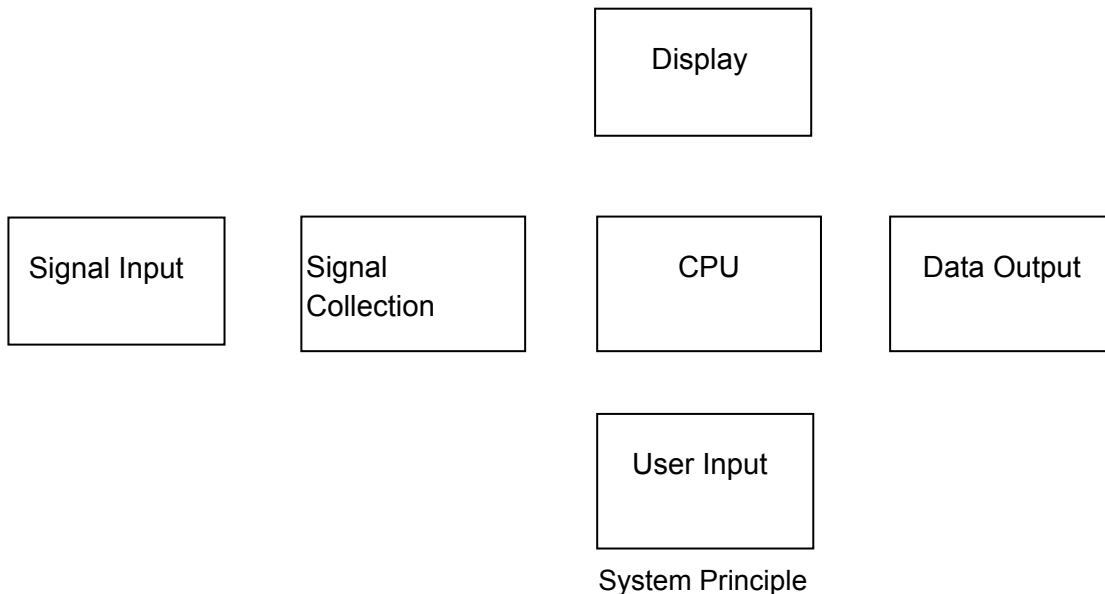 Display
Signal Input
Signal
Collection
CPU
Data Output
User Input
System Principle